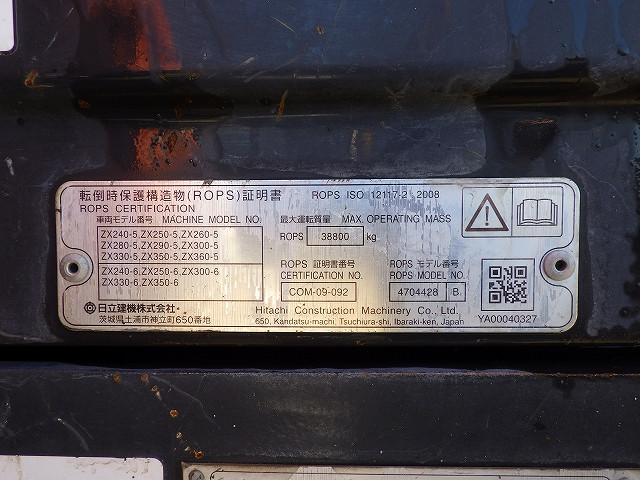 転倒時保護構造物(ROPS)証明書 ROPS ISO 12117-2 :2008
ROPS CERTIFICATION
車両モデル番号 MACHINE MODEL NO. 最大運転質量 MAX. OPERATING MASS
ZX240-5,ZX250-5,ZX260-5
ZX280-5,ZX290-5,ZX300-5
ZX330-5,ZX350-5,ZX360-5
ROPS 38800 kg
ZX240-6,ZX250-6,ZX300-6
ZX330-6,ZX350-6
ROPS 証明書番号 ROPS モデル番号
CERTIFICATION NO. ROPS MODEL NO.
COM-09-092 4704428 B
日立建機株式会社 Hitachi Construction Machinery Co., Ltd.
茨城県土浦市神立町650番地 650, Kandatsu-machi, Tsuchiura-shi, Ibaraki-ken, Japan YA00040327